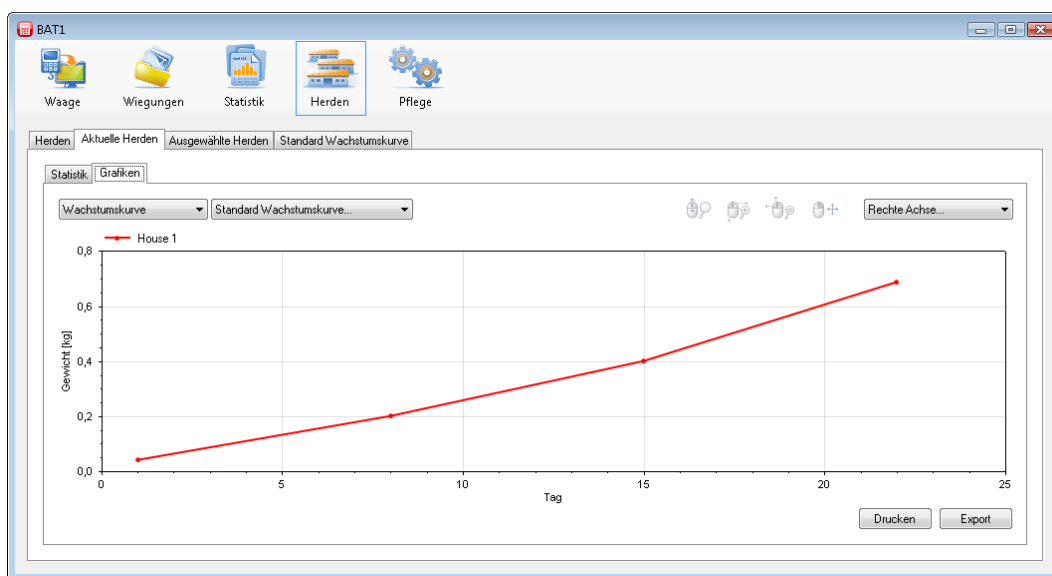 BAT1
Waage Wiegungen Statistik Herden Pflege
Herden Aktuelle Herden Ausgewählte Herden Standard Wachstumskurve
Statistik Grafiken
Wachstumskurve Standard Wachstumskurve... Rechte Achse...
House 1
0,8
0,6
0,4
0,2
0,0
Gewicht [kg]
0 5 10 15 20 25
Tag
Drucken Export